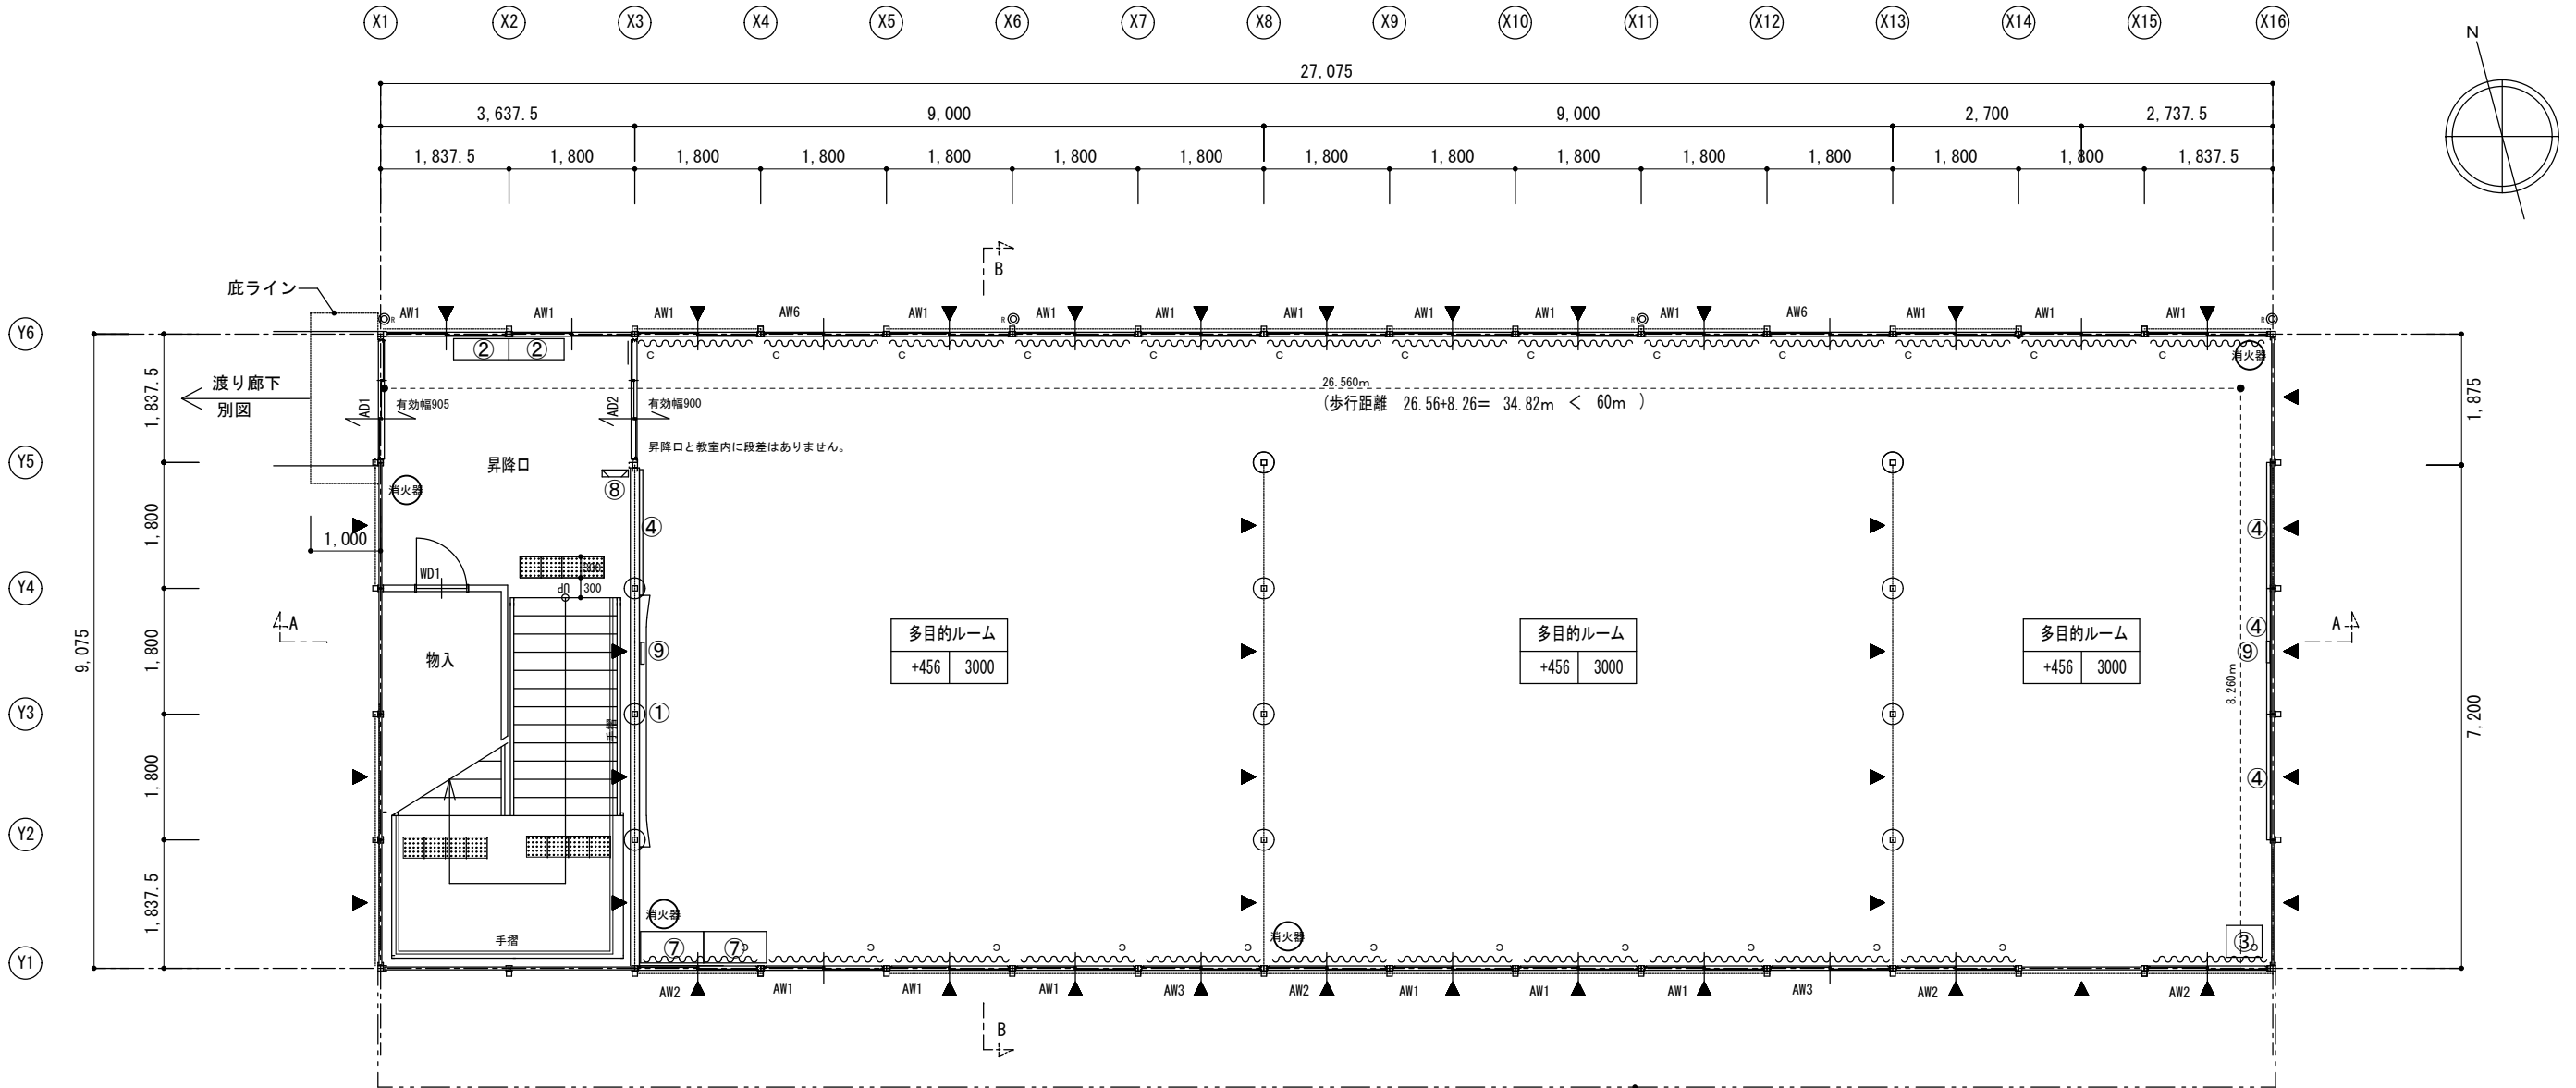 X1 X2 X3 X4 X5 X6 X7 X8 X9 X10 X11 X12 X13 X14 X15 X16
N
27,075
3,637.5 9,000 9,000 2,700 2,737.5
1,837.5 1,800 1,800 1,800 1,800 1,800 1,800 1,800 1,800 1,800 1,800 1,800 1,800 1,800 1,837.5
B
庇ライン
AW1 AW1 AW1 AW6 AW1 AW1 AW1 AW1 AW1 AW1 AW1 AW6 AW1 AW1 AW1
R R R R
Y6
② ②
C C C C C C C C C C C C C
消火器
渡り廊下
別図
1,837.5
AD1
有効幅905
AD2
有効幅900
26.560m
(歩行距離 26.56+8.26= 34.82m < 60m )
1,875
昇降口と教室内に段差はありません。
Y5
昇降口
消火器
⑧
④
④
1,800
1,000
WD1
Y4
UP
300
A
A
9,075
1,800
物入
⑨
多目的ルーム
+456 3000
多目的ルーム
+456 3000
多目的ルーム
+456 3000
④
⑨
8.260m
7,200
Y3
①
手摺
1,800
④
Y2
1,837.5
消火器
消火器
手摺
⑦ ⑦
C C C C C C C C C C C
③
Y1
AW2 AW1 AW1 AW1 AW3 AW2 AW1 AW1 AW1 AW3 AW2 AW2
B